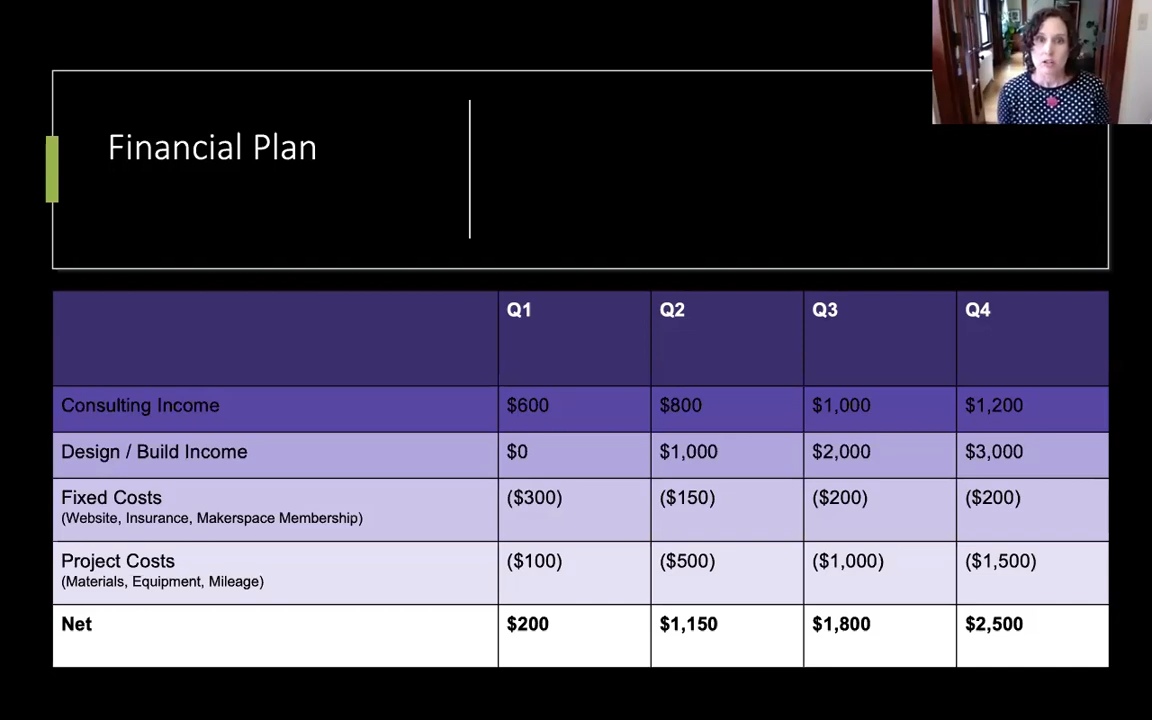 Financial Plan
Q1 Q2 Q3 Q4
Consulting Income $600 $800 $1,000 $1,200
Design / Build Income $0 $1,000 $2,000 $3,000
Fixed Costs ($300) ($150) ($200) ($200)
(Website, Insurance, Makerspace Membership)
Project Costs ($100) ($500) ($1,000) ($1,500)
(Materials, Equipment, Mileage)
Net $200 $1,150 $1,800 $2,500